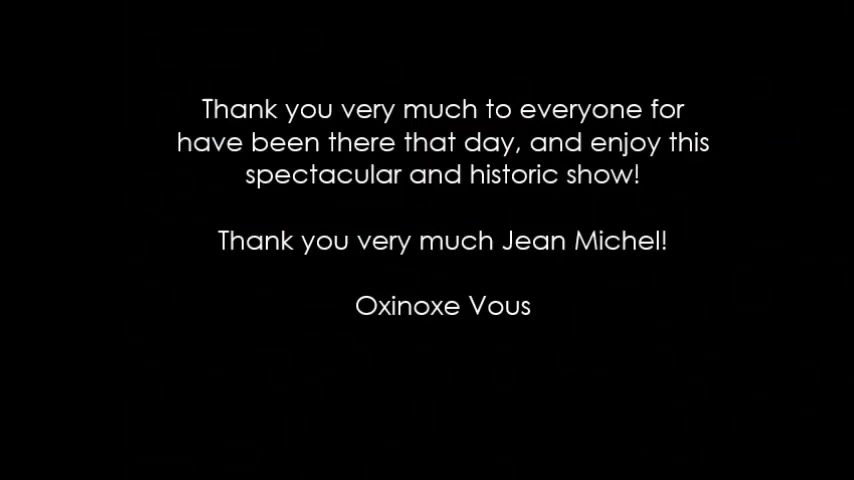 Thank you very much to everyone for
have been there that day, and enjoy this
spectacular and historic show!
Thank you very much Jean Michel!
Oxinoxe Vous